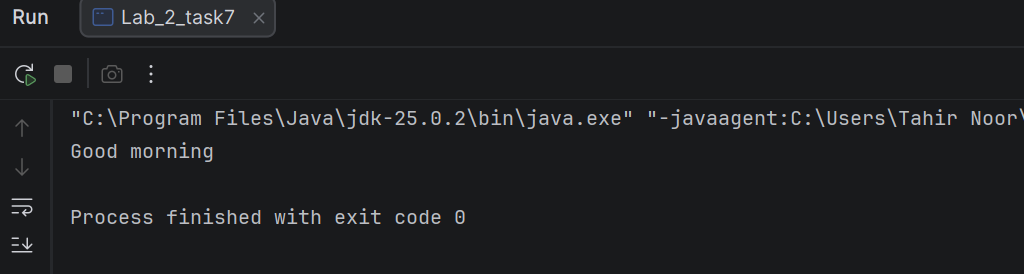 Run Lab_2_task7
"C:\Program Files\Java\jdk-25.0.2\bin\java.exe" "-javaagent:C:\Users\Tahir Noor\
Good morning
Process finished with exit code 0